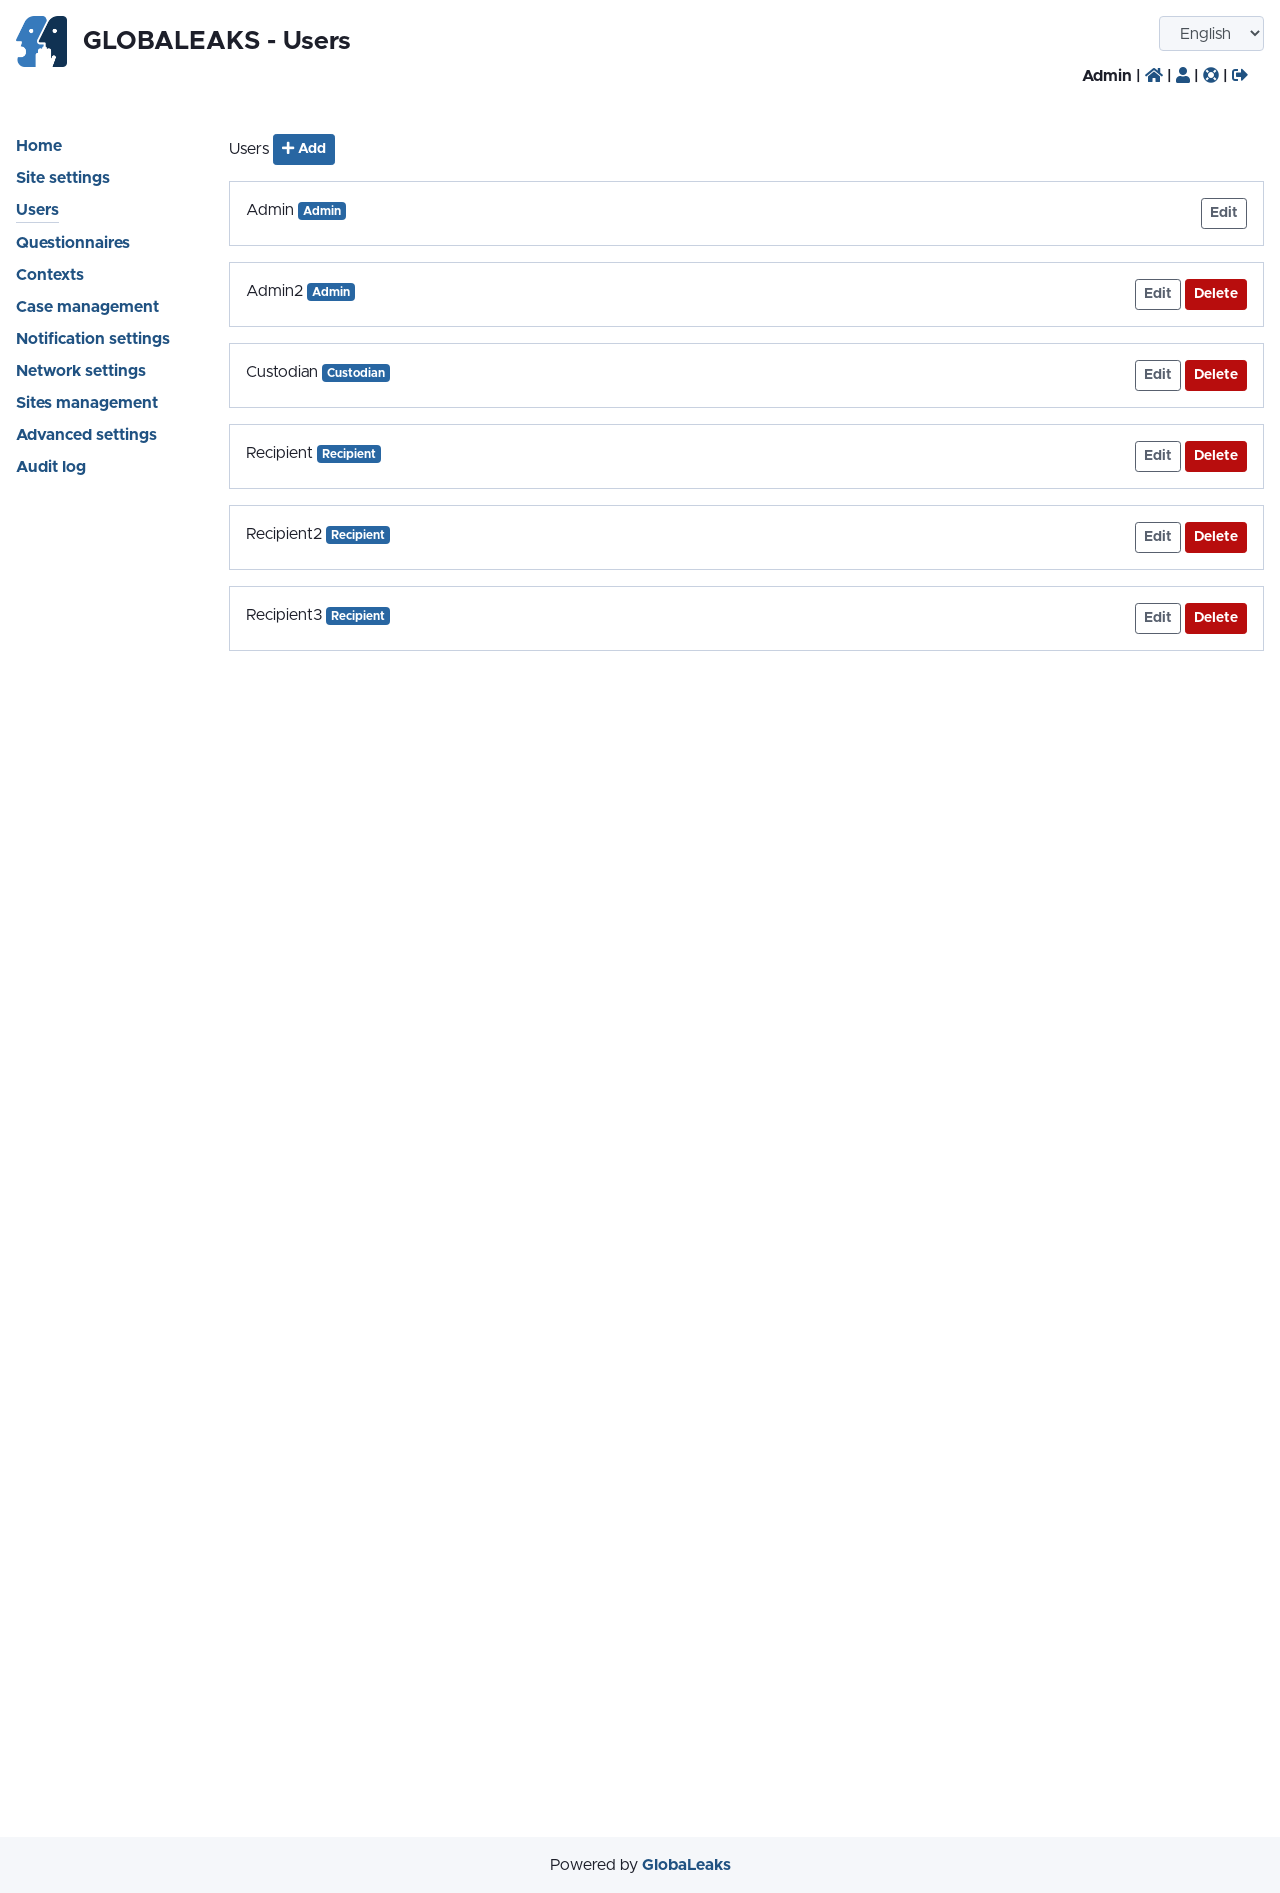 GLOBALEAKS - Users
English
Admin | | | |
Home
Site settings
Users
Questionnaires
Contexts
Case management
Notification settings
Network settings
Sites management
Advanced settings
Audit log
Users Add
Admin Admin Edit
Admin2 Admin Edit Delete
Custodian Custodian Edit Delete
Recipient Recipient Edit Delete
Recipient2 Recipient Edit Delete
Recipient3 Recipient Edit Delete
Powered by GlobaLeaks